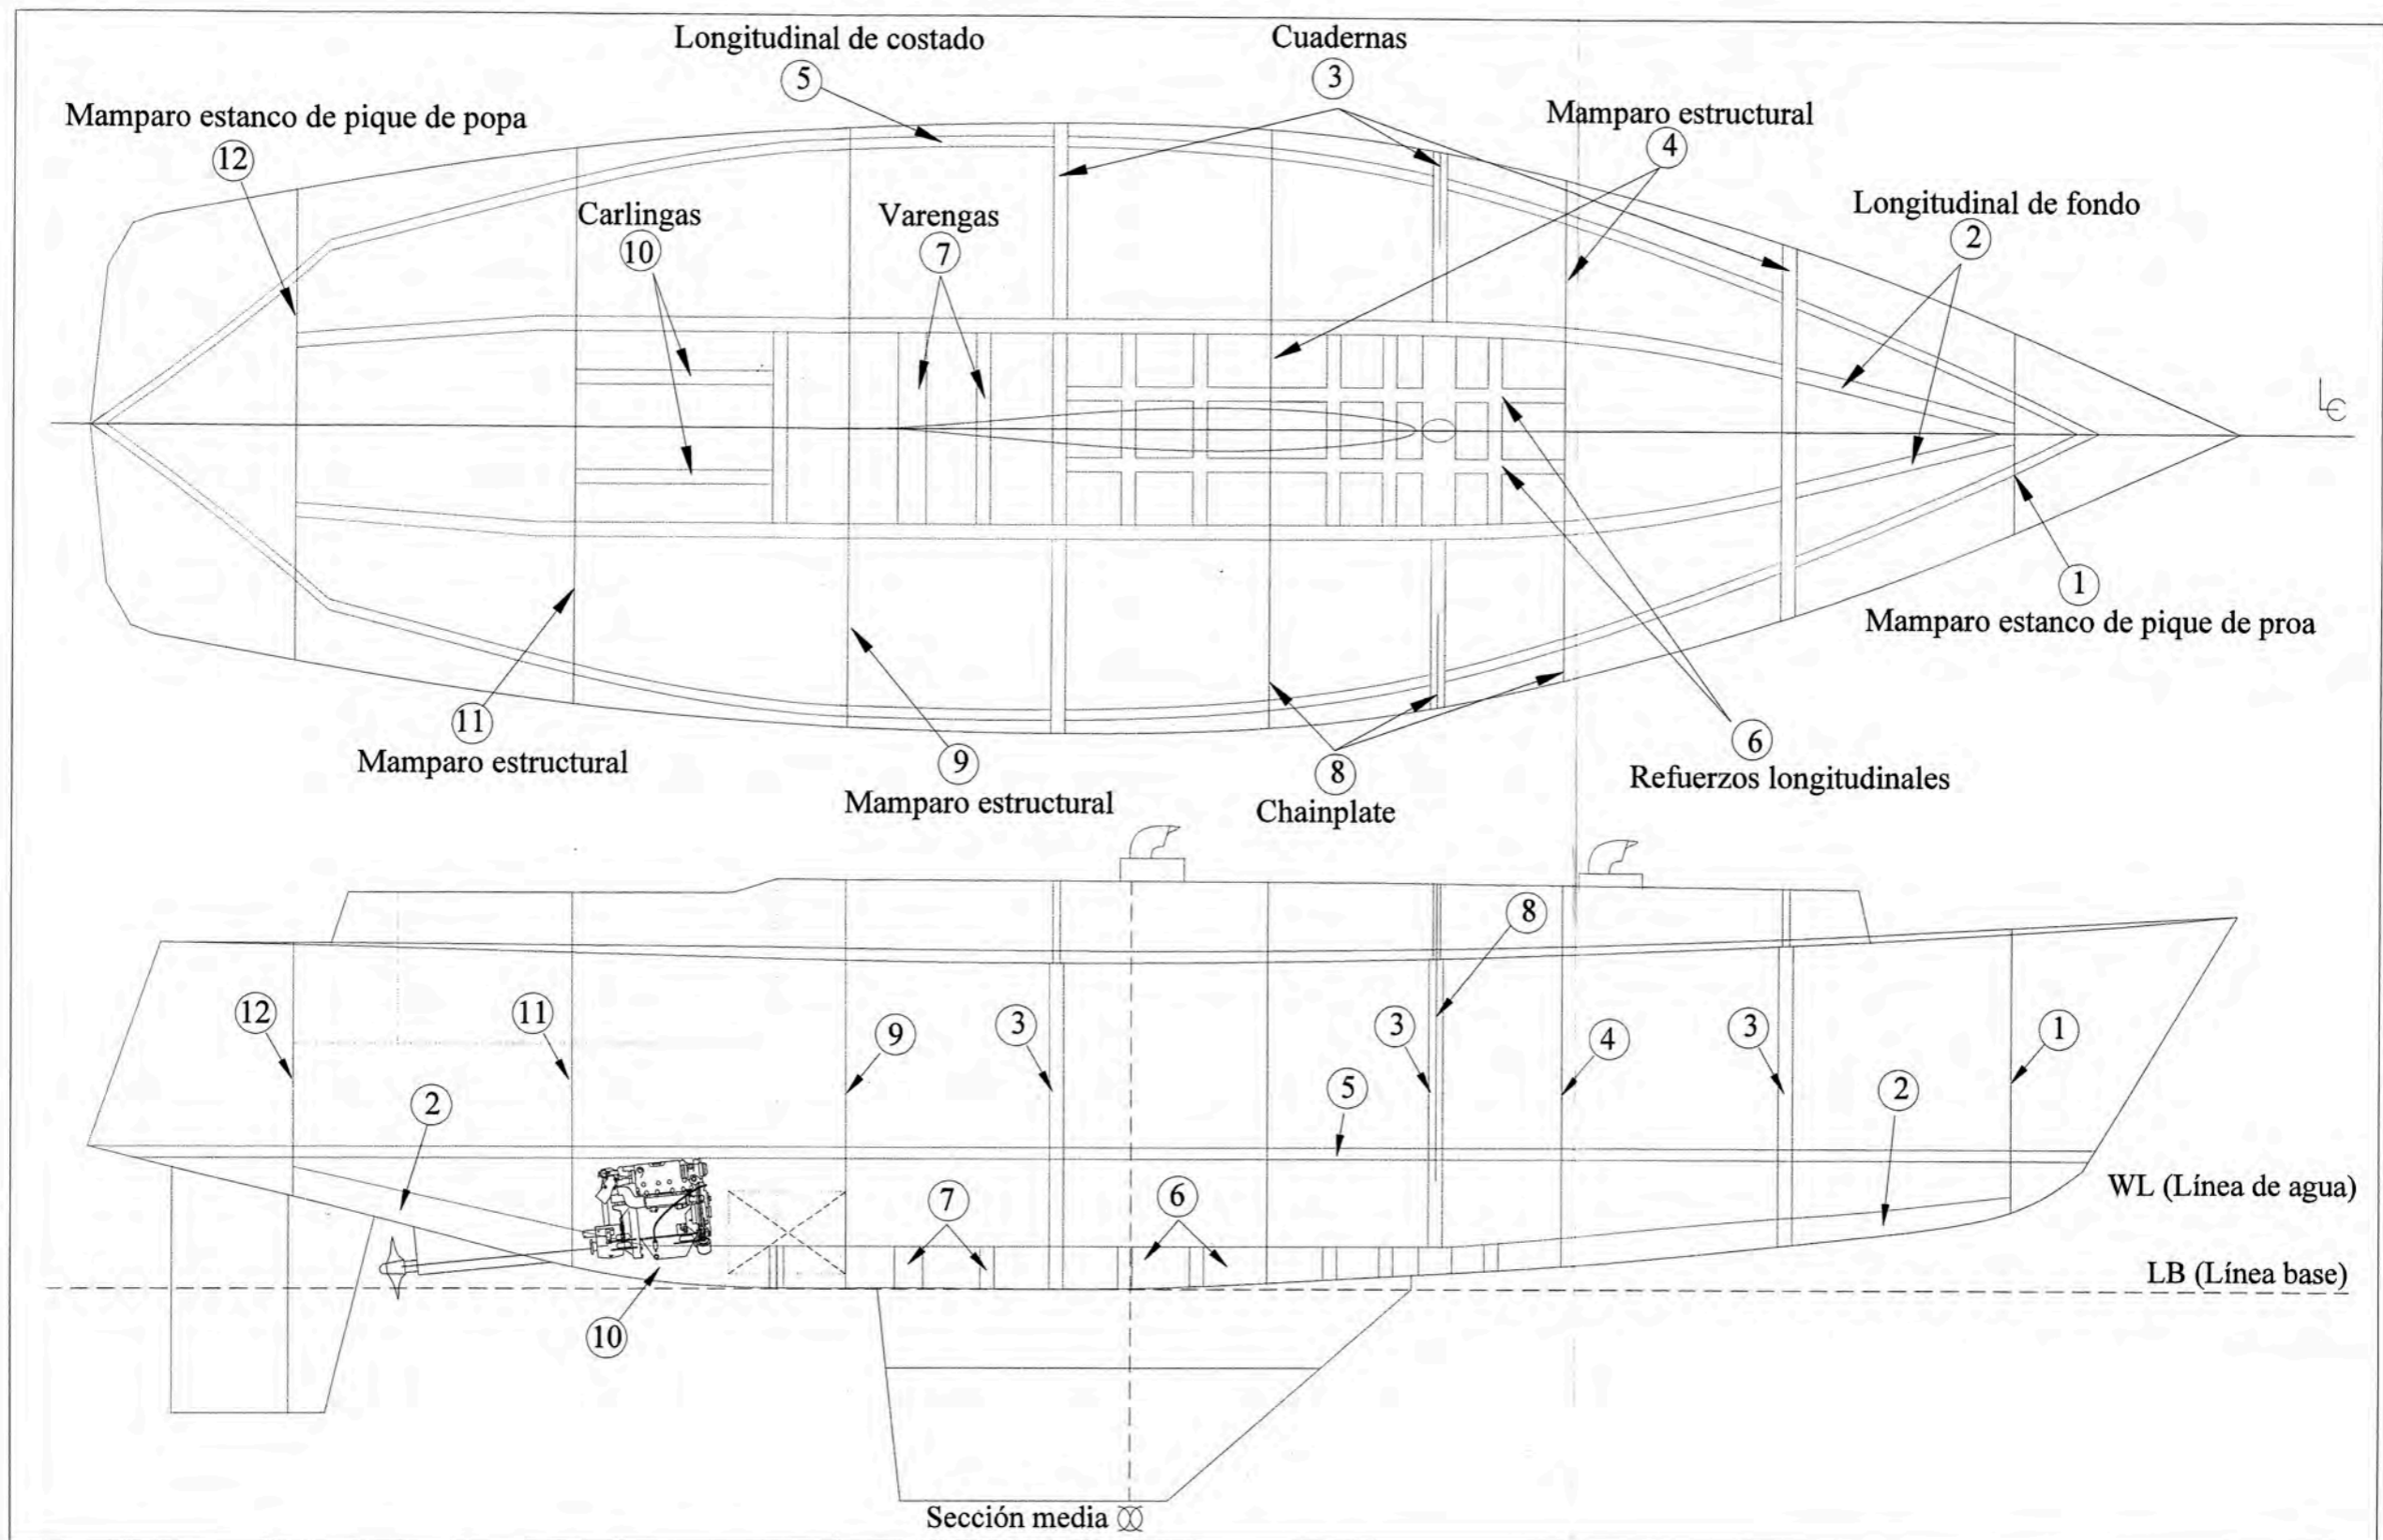 Longitudinal de costado
5
Cuadernas
3
Mamparo estanco de pique de popa
12
Mamparo estructural
4
Carlingas
10
Varengas
7
Longitudinal de fondo
2
LC
1
Mamparo estanco de pique de proa
11
Mamparo estructural
9
Mamparo estructural
8
Chainplate
6
Refuerzos longitudinales
8
12
11
9
3
3
4
3
1
2
5
2
WL (Línea de agua)
7
6
LB (Línea base)
10
Sección media